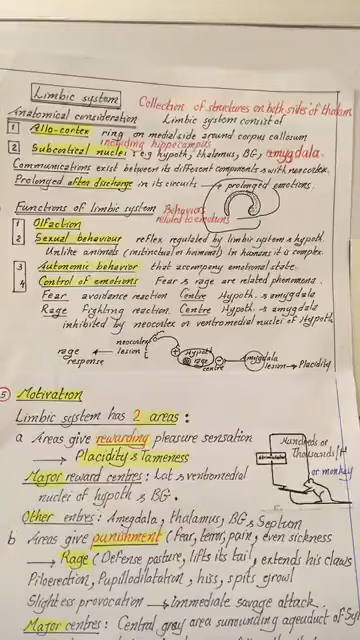 Limbic system
Collection of structures on both sides of thalam
Anatomical consideration Limbic system consist of
1 Allo-cortex ring on medial side around corpus callosum
including hippocampus
2 Subcortical nuclei e.g hypoth, thalamus, BG, amygdala.
Communications exist between its different components & with neocortex.
Prolonged after discharge in its circuits → prolonged emotions.
Functions of limbic system Behaviors
related to emotions
1 Olfaction
2 Sexual behaviour reflex regulated by limbic system & hypoth.
Unlike animals (instinctual or hormonal) In humans it is complex.
3 Autonomic behavior that accompany emotional state.
4 Control of emotions Fear & rage are related phenomena.
Fear avoidance reaction Centre Hypoth. & amygdala
Rage fighting reaction. Centre Hypoth & amygdala
inhibited by neocortex or ventromedial nuclei of Hypoth
neocortex
rage ← lesion
response
+ Hypoth rage centre - amygdala
lesion → Placidity
5 Motivation
Limbic system has 2 areas:
a Areas give rewarding pleasure sensation
→ Placidity & Tameness
Hundreds or
thousands/H
or monkey
Major reward centres: Lat & ventromedial
nuclei of hypoth & BG.
Other entres: Amegdala, thalamus, BG & Septum
b Areas give punishment (Fear, terror, pain, even sickness
→ Rage (Defense posture, lifts its tail, extends his claws
Piloerection, Pupillodilatation, hiss, spits growl
Slightess provocation → immediate savage attack.
Major centres: Central gray area surrounding aqeduct of Sy